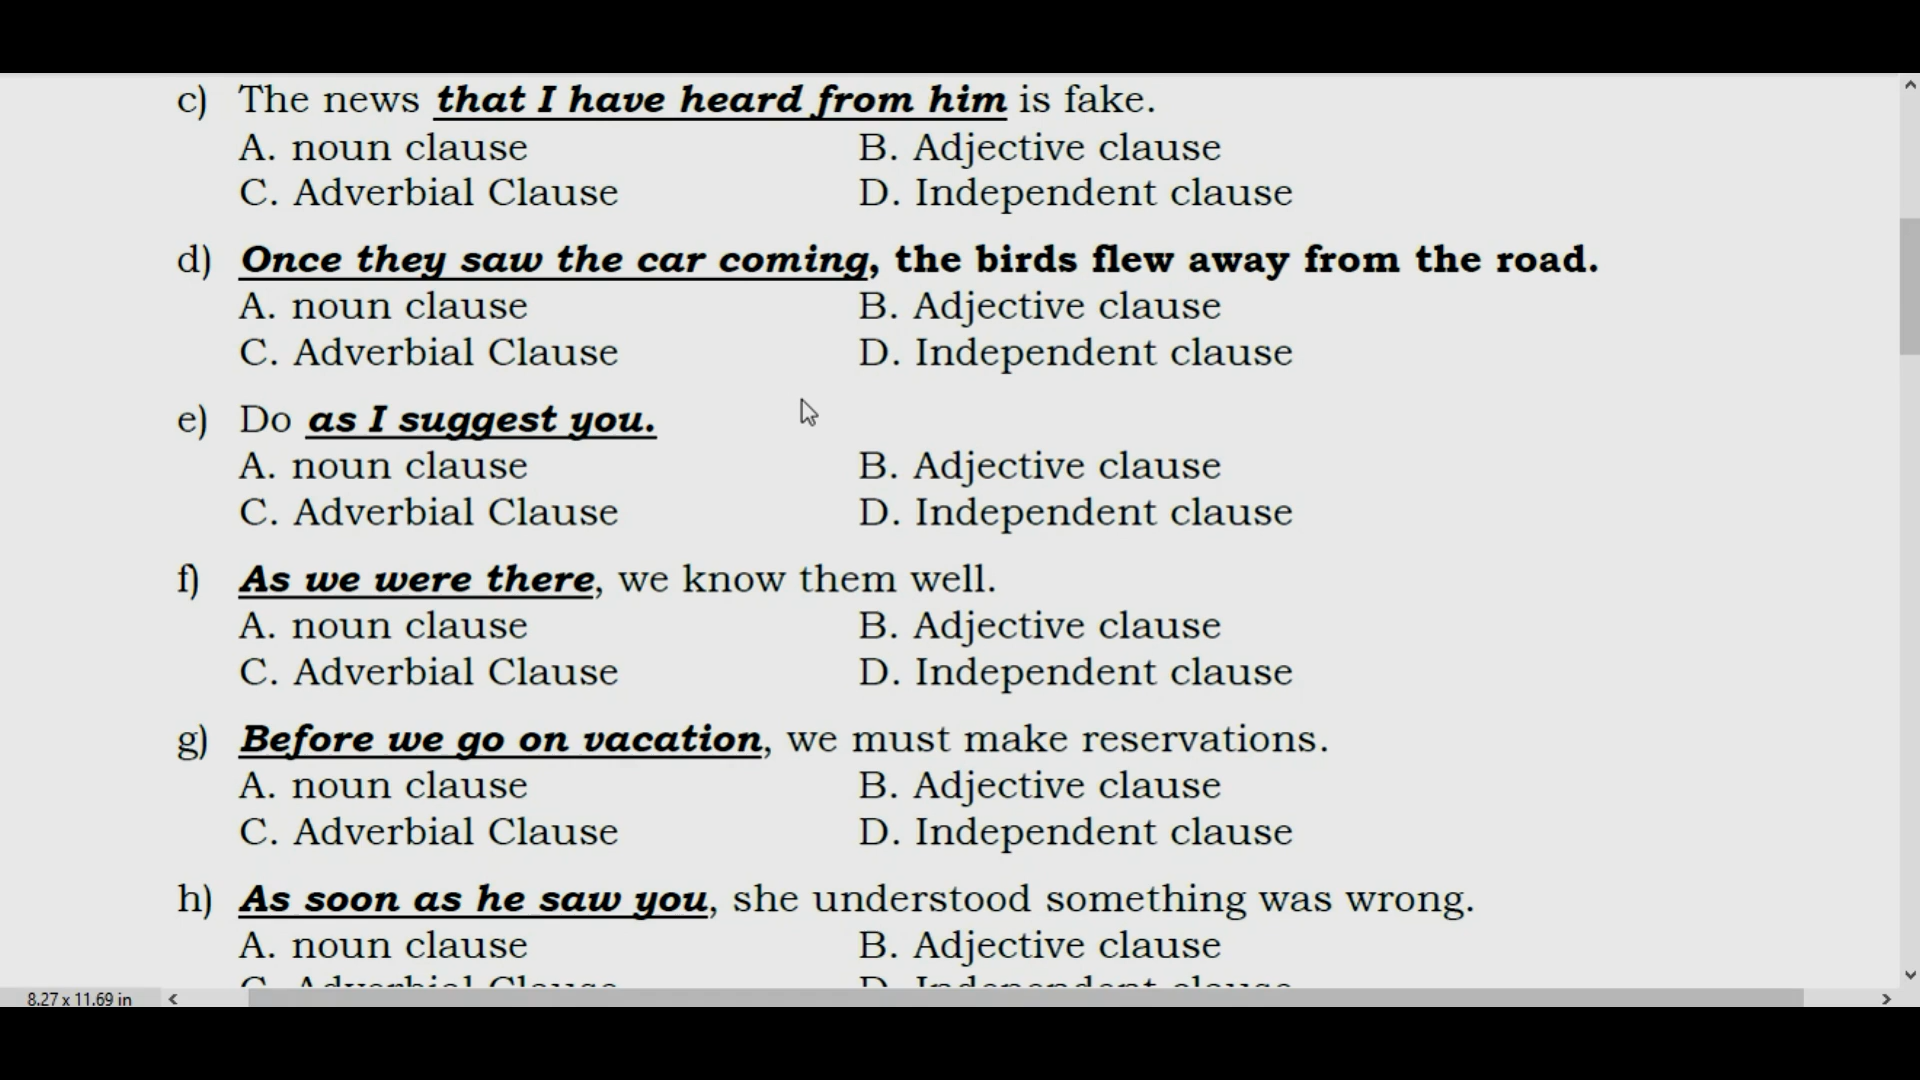 c) The news that I have heard from him is fake.
A. noun clause B. Adjective clause
C. Adverbial Clause D. Independent clause
d) Once they saw the car coming, the birds flew away from the road.
A. noun clause B. Adjective clause
C. Adverbial Clause D. Independent clause
e) Do as I suggest you.
A. noun clause B. Adjective clause
C. Adverbial Clause D. Independent clause
f) As we were there, we know them well.
A. noun clause B. Adjective clause
C. Adverbial Clause D. Independent clause
g) Before we go on vacation, we must make reservations.
A. noun clause B. Adjective clause
C. Adverbial Clause D. Independent clause
h) As soon as he saw you, she understood something was wrong.
A. noun clause B. Adjective clause
C. Adverbial Clause D. Independent clause
8.27 x 11.69 in